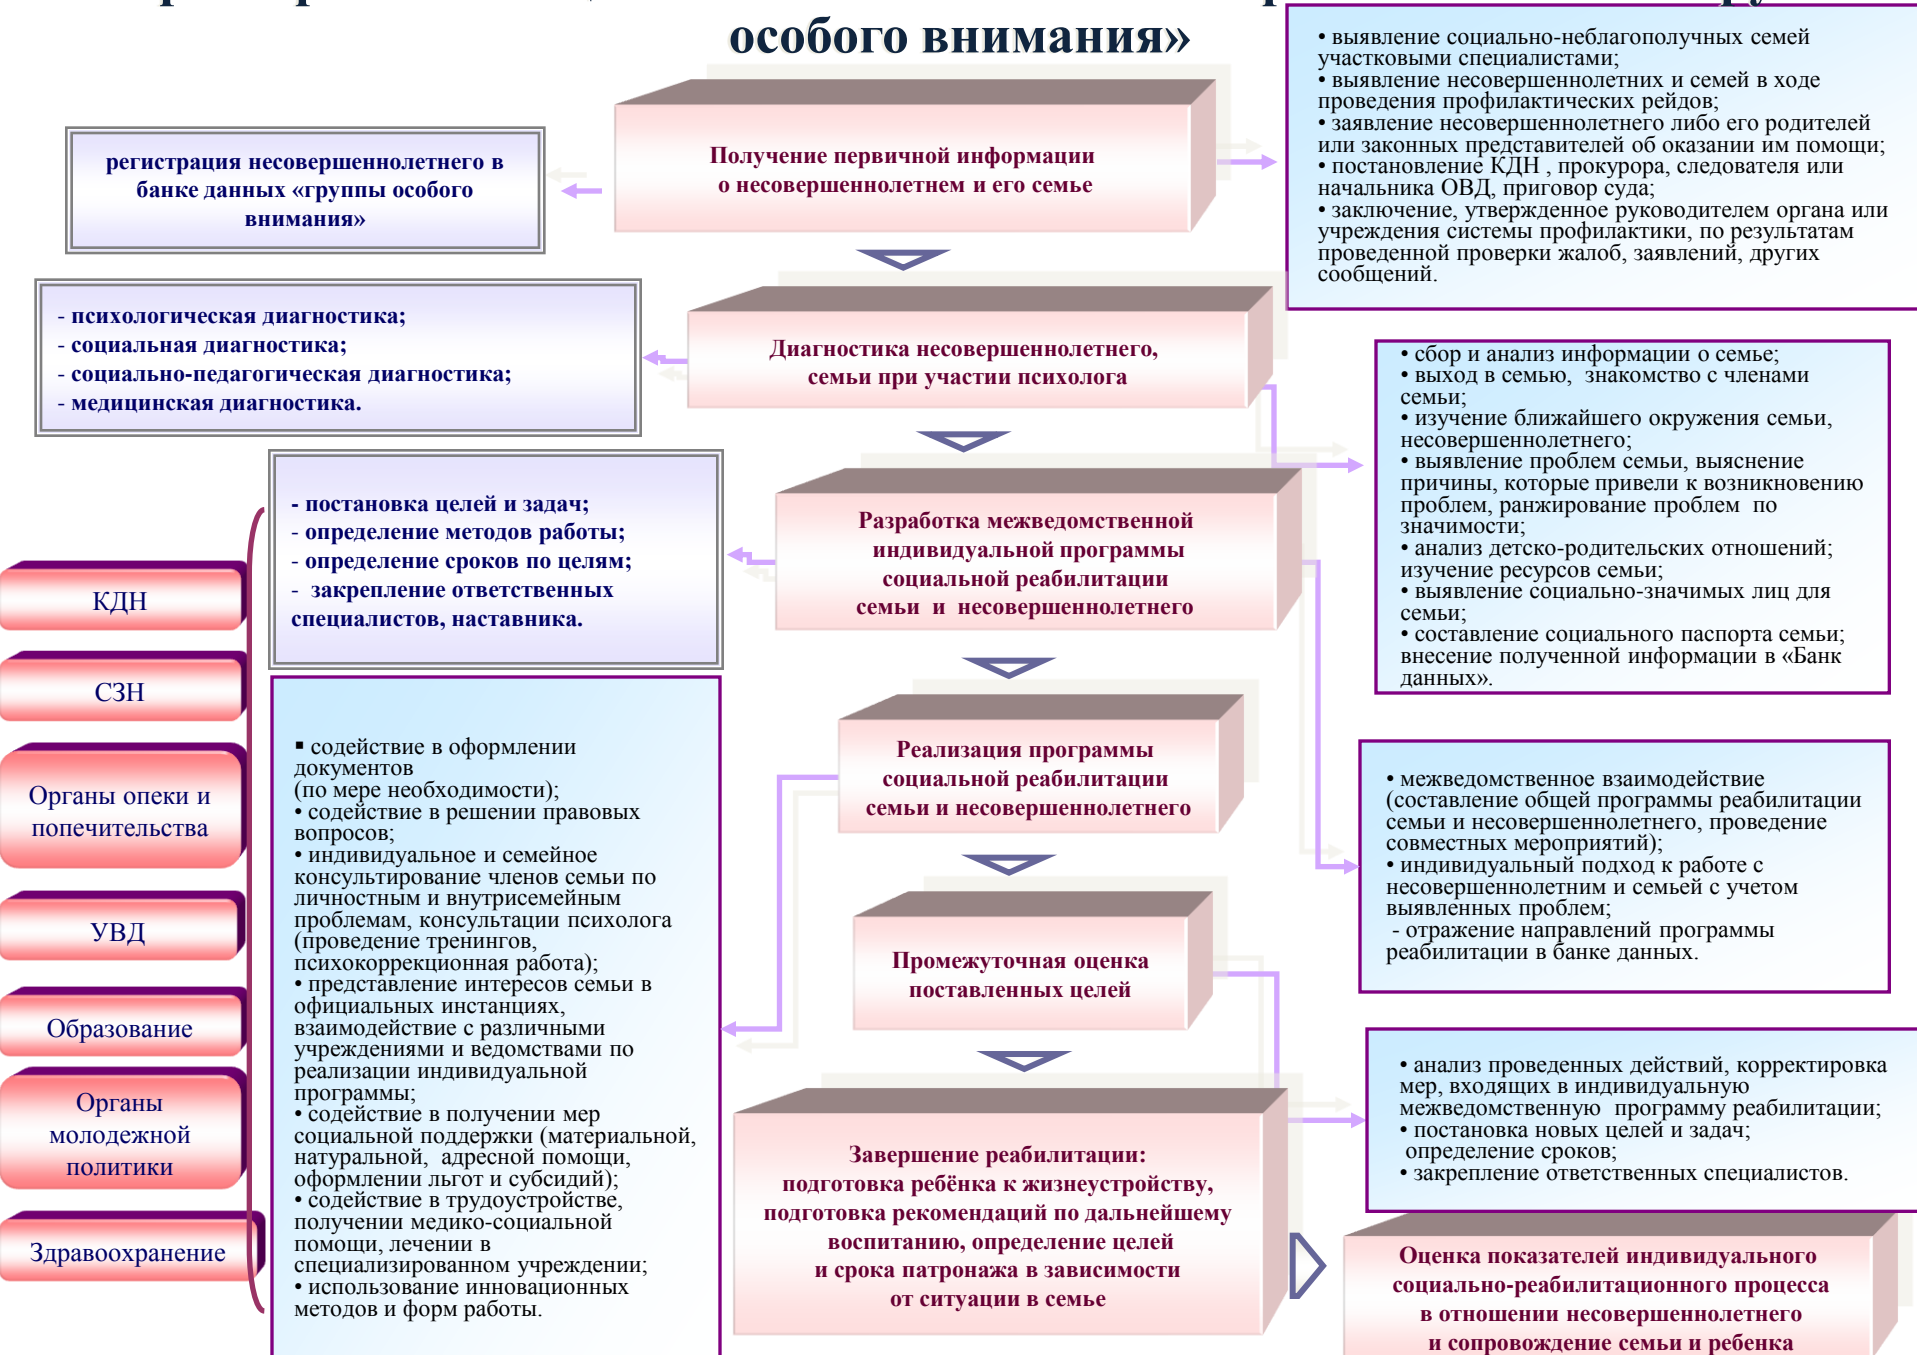 особого внимания»
• выявление социально-неблагополучных семей
участковыми специалистами;
• выявление несовершеннолетних и семей в ходе
проведения профилактических рейдов;
• заявление несовершеннолетнего либо его родителей
или законных представителей об оказании им помощи;
• постановление КДН , прокурора, следователя или
начальника ОВД, приговор суда;
• заключение, утвержденное руководителем органа или
учреждения системы профилактики, по результатам
проведенной проверки жалоб, заявлений, других
сообщений.
Получение первичной информации
о несовершеннолетнем и его семье
регистрация несовершеннолетнего в
банке данных «группы особого
внимания»
- психологическая диагностика;
- социальная диагностика;
- социально-педагогическая диагностика;
- медицинская диагностика.
Диагностика несовершеннолетнего,
семьи при участии психолога
• сбор и анализ информации о семье;
• выход в семью, знакомство с членами
семьи;
• изучение ближайшего окружения семьи,
несовершеннолетнего;
• выявление проблем семьи, выяснение
причины, которые привели к возникновению
проблем, ранжирование проблем по
значимости;
• анализ детско-родительских отношений;
изучение ресурсов семьи;
• выявление социально-значимых лиц для
семьи;
• составление социального паспорта семьи;
внесение полученной информации в «Банк
данных».
- постановка целей и задач;
- определение методов работы;
- определение сроков по целям;
- закрепление ответственных
специалистов, наставника.
Разработка межведомственной
индивидуальной программы
социальной реабилитации
семьи и несовершеннолетнего
КДН
СЗН
Органы опеки и
попечительства
УВД
Образование
Органы
молодежной
политики
Здравоохранение
▪ содействие в оформлении
документов
(по мере необходимости);
• содействие в решении правовых
вопросов;
• индивидуальное и семейное
консультирование членов семьи по
личностным и внутрисемейным
проблемам, консультации психолога
(проведение тренингов,
психокоррекционная работа);
• представление интересов семьи в
официальных инстанциях,
взаимодействие с различными
учреждениями и ведомствами по
реализации индивидуальной
программы;
• содействие в получении мер
социальной поддержки (материальной,
натуральной, адресной помощи,
оформлении льгот и субсидий);
• содействие в трудоустройстве,
получении медико-социальной
помощи, лечении в
специализированном учреждении;
• использование инновационных
методов и форм работы.
Реализация программы
социальной реабилитации
семьи и несовершеннолетнего
• межведомственное взаимодействие
(составление общей программы реабилитации
семьи и несовершеннолетнего, проведение
совместных мероприятий);
• индивидуальный подход к работе с
несовершеннолетним и семьей с учетом
выявленных проблем;
- отражение направлений программы
реабилитации в банке данных.
Промежуточная оценка
поставленных целей
• анализ проведенных действий, корректировка
мер, входящих в индивидуальную
межведомственную программу реабилитации;
• постановка новых целей и задач;
определение сроков;
• закрепление ответственных специалистов.
Завершение реабилитации:
подготовка ребёнка к жизнеустройству,
подготовка рекомендаций по дальнейшему
воспитанию, определение целей
и срока патронажа в зависимости
от ситуации в семье
Оценка показателей индивидуального
социально-реабилитационного процесса
в отношении несовершеннолетнего
и сопровождение семьи и ребенка